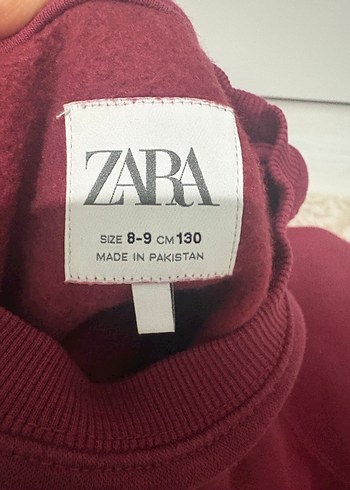 ZARA
SIZE 8-9 CM 130
MADE IN PAKISTAN